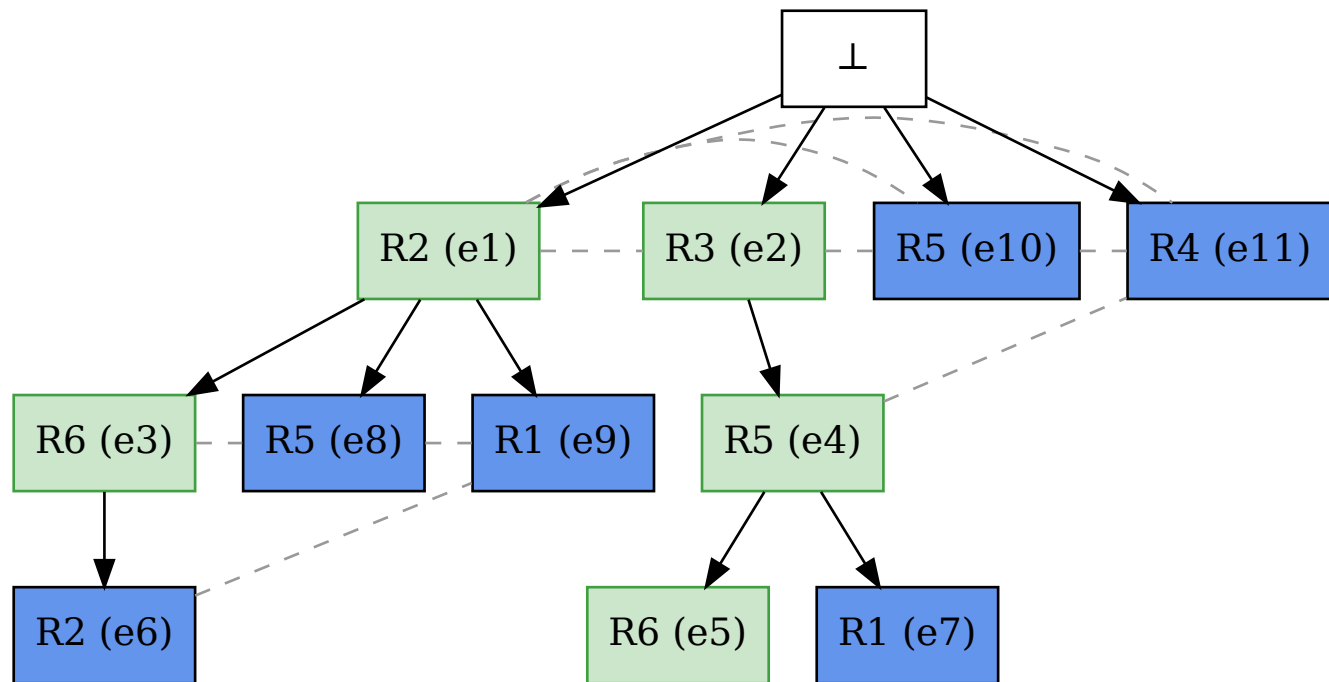 ⊥
R2 (e1)
R3 (e2)
R5 (e10)
R4 (e11)
R6 (e3)
R5 (e8)
R1 (e9)
R5 (e4)
R2 (e6)
R6 (e5)
R1 (e7)